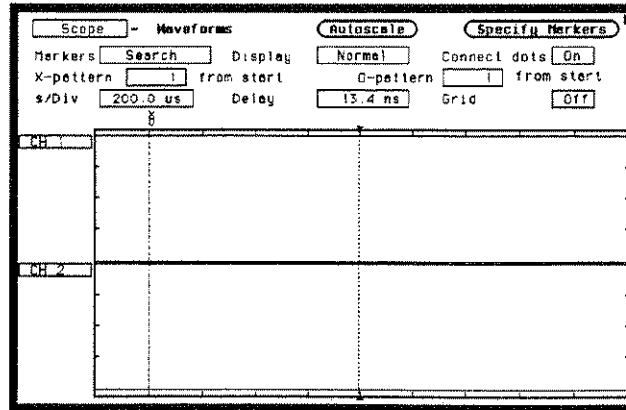 Scope - Waveforms Autoscale Specify Markers
Markers Search Display Normal Connect dots On
X-pattern 1 from start O-pattern 1 from start
s/Div 200.0 us Delay 13.4 ns Grid Off
X
O
CH 1
CH 2